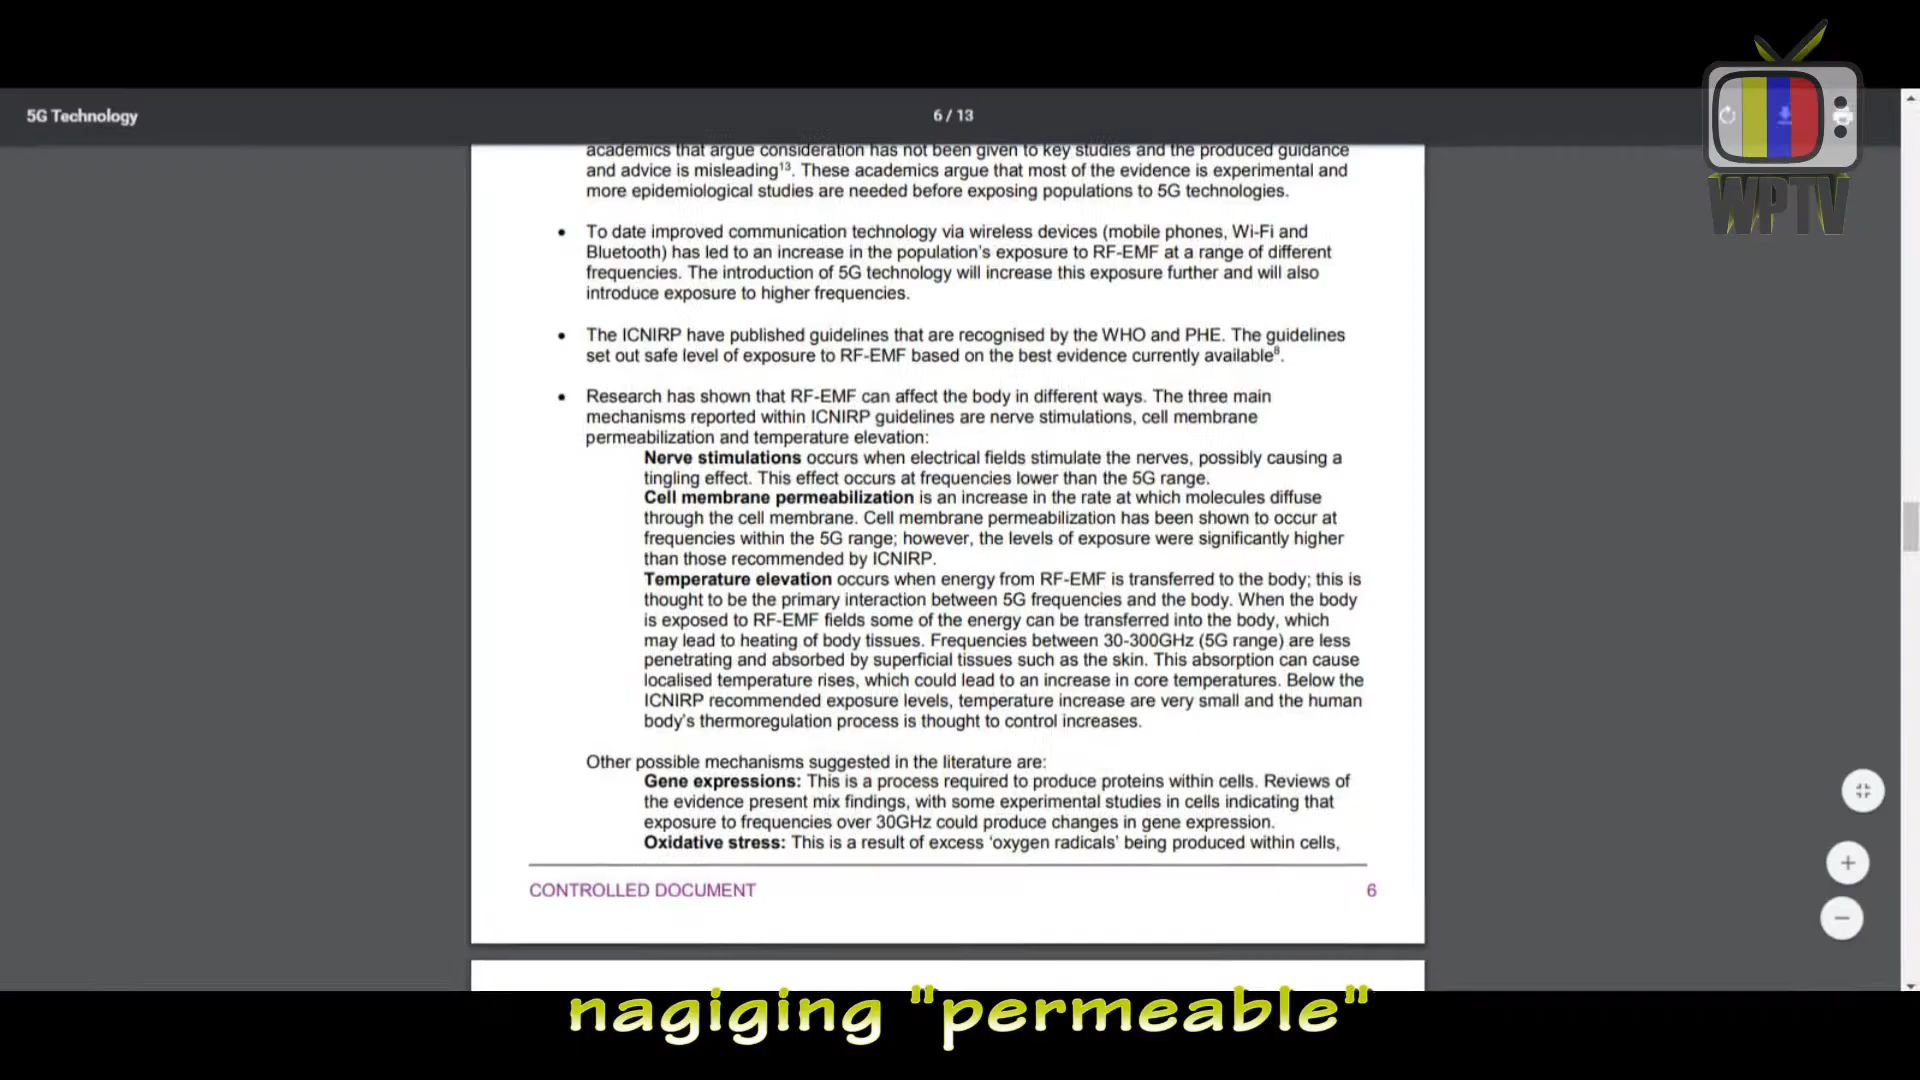 5G Technology
6 / 13
WPTV
academics that argue consideration has not been given to key studies and the produced guidance
and advice is misleading¹³. These academics argue that most of the evidence is experimental and
more epidemiological studies are needed before exposing populations to 5G technologies.
• To date improved communication technology via wireless devices (mobile phones, Wi-Fi and
Bluetooth) has led to an increase in the population's exposure to RF-EMF at a range of different
frequencies. The introduction of 5G technology will increase this exposure further and will also
introduce exposure to higher frequencies.
• The ICNIRP have published guidelines that are recognised by the WHO and PHE. The guidelines
set out safe level of exposure to RF-EMF based on the best evidence currently available⁸.
• Research has shown that RF-EMF can affect the body in different ways. The three main
mechanisms reported within ICNIRP guidelines are nerve stimulations, cell membrane
permeabilization and temperature elevation:
Nerve stimulations occurs when electrical fields stimulate the nerves, possibly causing a
tingling effect. This effect occurs at frequencies lower than the 5G range.
Cell membrane permeabilization is an increase in the rate at which molecules diffuse
through the cell membrane. Cell membrane permeabilization has been shown to occur at
frequencies within the 5G range; however, the levels of exposure were significantly higher
than those recommended by ICNIRP.
Temperature elevation occurs when energy from RF-EMF is transferred to the body; this is
thought to be the primary interaction between 5G frequencies and the body. When the body
is exposed to RF-EMF fields some of the energy can be transferred into the body, which
may lead to heating of body tissues. Frequencies between 30-300GHz (5G range) are less
penetrating and absorbed by superficial tissues such as the skin. This absorption can cause
localised temperature rises, which could lead to an increase in core temperatures. Below the
ICNIRP recommended exposure levels, temperature increase are very small and the human
body's thermoregulation process is thought to control increases.
Other possible mechanisms suggested in the literature are:
Gene expressions: This is a process required to produce proteins within cells. Reviews of
the evidence present mix findings, with some experimental studies in cells indicating that
exposure to frequencies over 30GHz could produce changes in gene expression.
Oxidative stress: This is a result of excess 'oxygen radicals' being produced within cells,
CONTROLLED DOCUMENT 6
nagiging "permeable"